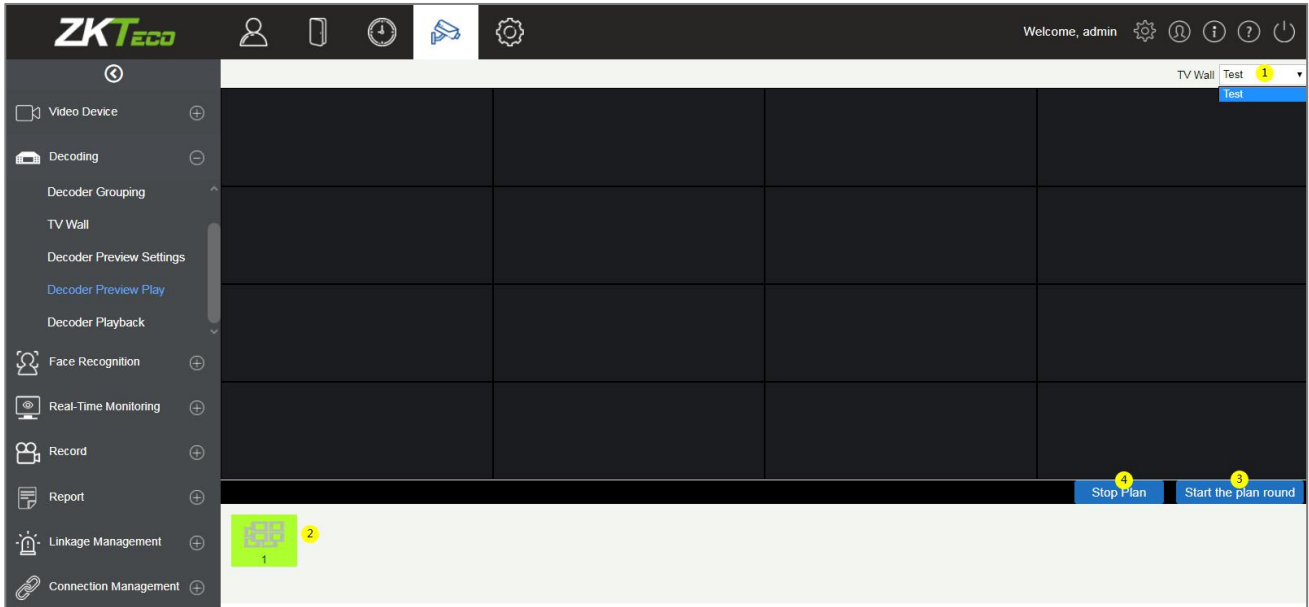 ZKTeco
Welcome, admin
TV Wall Test 1
Test
Video Device
Decoding
Decoder Grouping
TV Wall
Decoder Preview Settings
Decoder Preview Play
Decoder Playback
Face Recognition
Real-Time Monitoring
Record
Report
Linkage Management
Connection Management
4
Stop Plan
3
Start the plan round
2
1